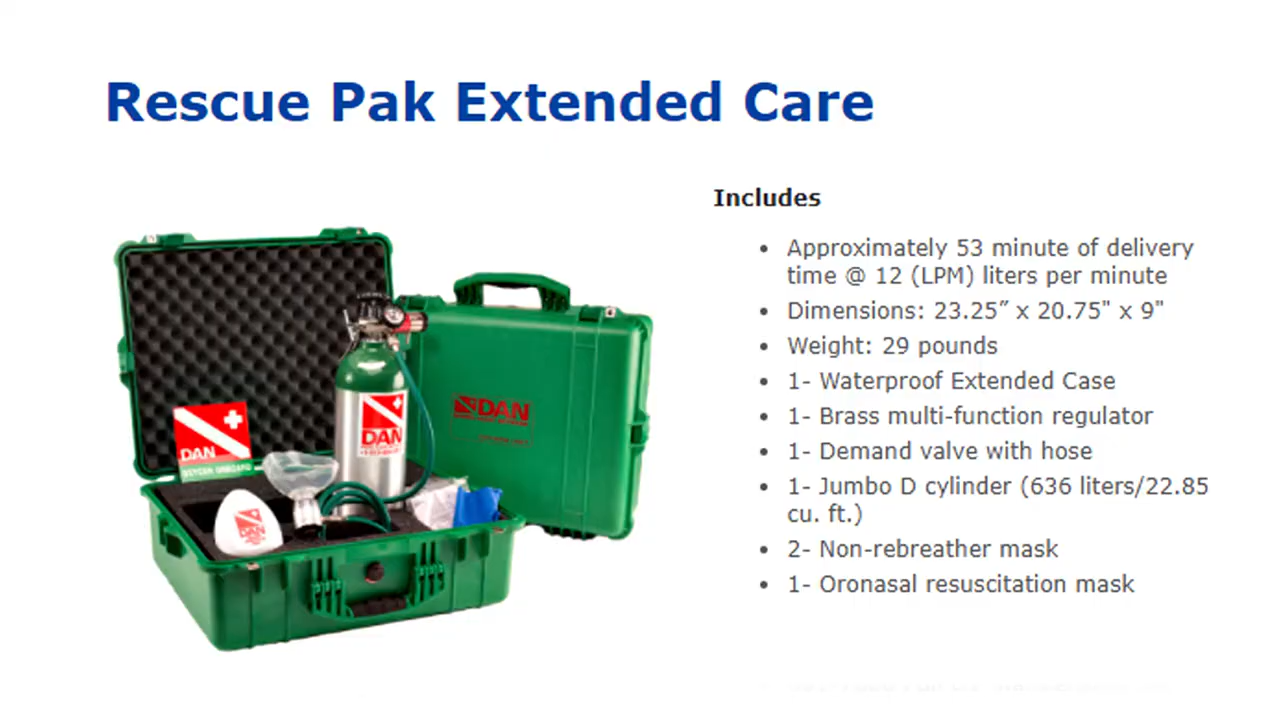 Rescue Pak Extended Care
Includes
• Approximately 53 minute of delivery
time @ 12 (LPM) liters per minute
• Dimensions: 23.25” x 20.75" x 9"
• Weight: 29 pounds
• 1- Waterproof Extended Case
• 1- Brass multi-function regulator
• 1- Demand valve with hose
• 1- Jumbo D cylinder (636 liters/22.85
cu. ft.)
• 2- Non-rebreather mask
• 1- Oronasal resuscitation mask
DAN
OXYGEN ONBOARD
DAN
DAN
DAN